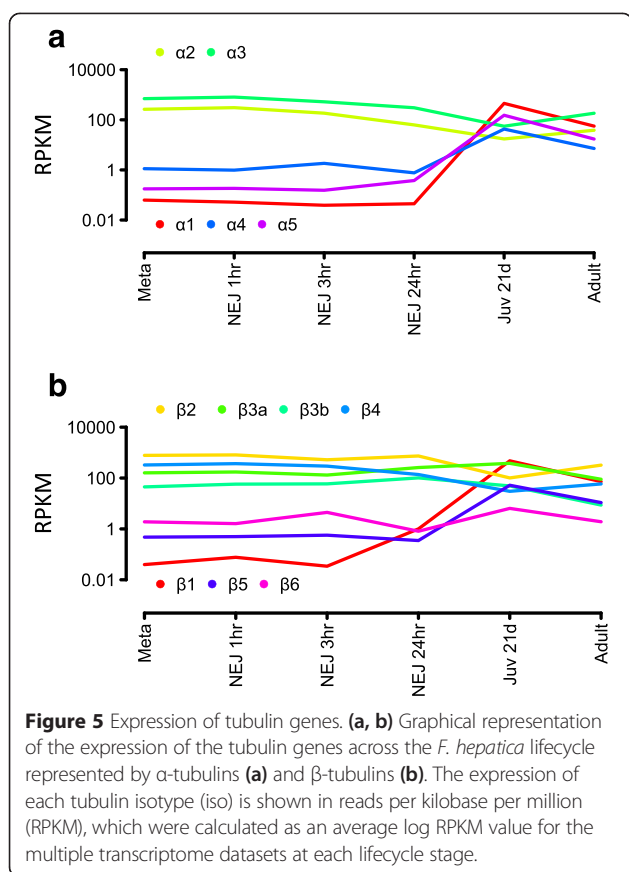 a
α2 α3
10000
100
1
0.01
RPKM
α1 α4 α5
Meta
NEJ 1hr
NEJ 3hr
NEJ 24hr
Juv 21d
Adult
b
β2 β3a β3b β4
10000
100
1
0.01
RPKM
β1 β5 β6
Meta
NEJ 1hr
NEJ 3hr
NEJ 24hr
Juv 21d
Adult
Figure 5 Expression of tubulin genes. (a, b) Graphical representation
of the expression of the tubulin genes across the F. hepatica lifecycle
represented by α-tubulins (a) and β-tubulins (b). The expression of
each tubulin isotype (iso) is shown in reads per kilobase per million
(RPKM), which were calculated as an average log RPKM value for the
multiple transcriptome datasets at each lifecycle stage.